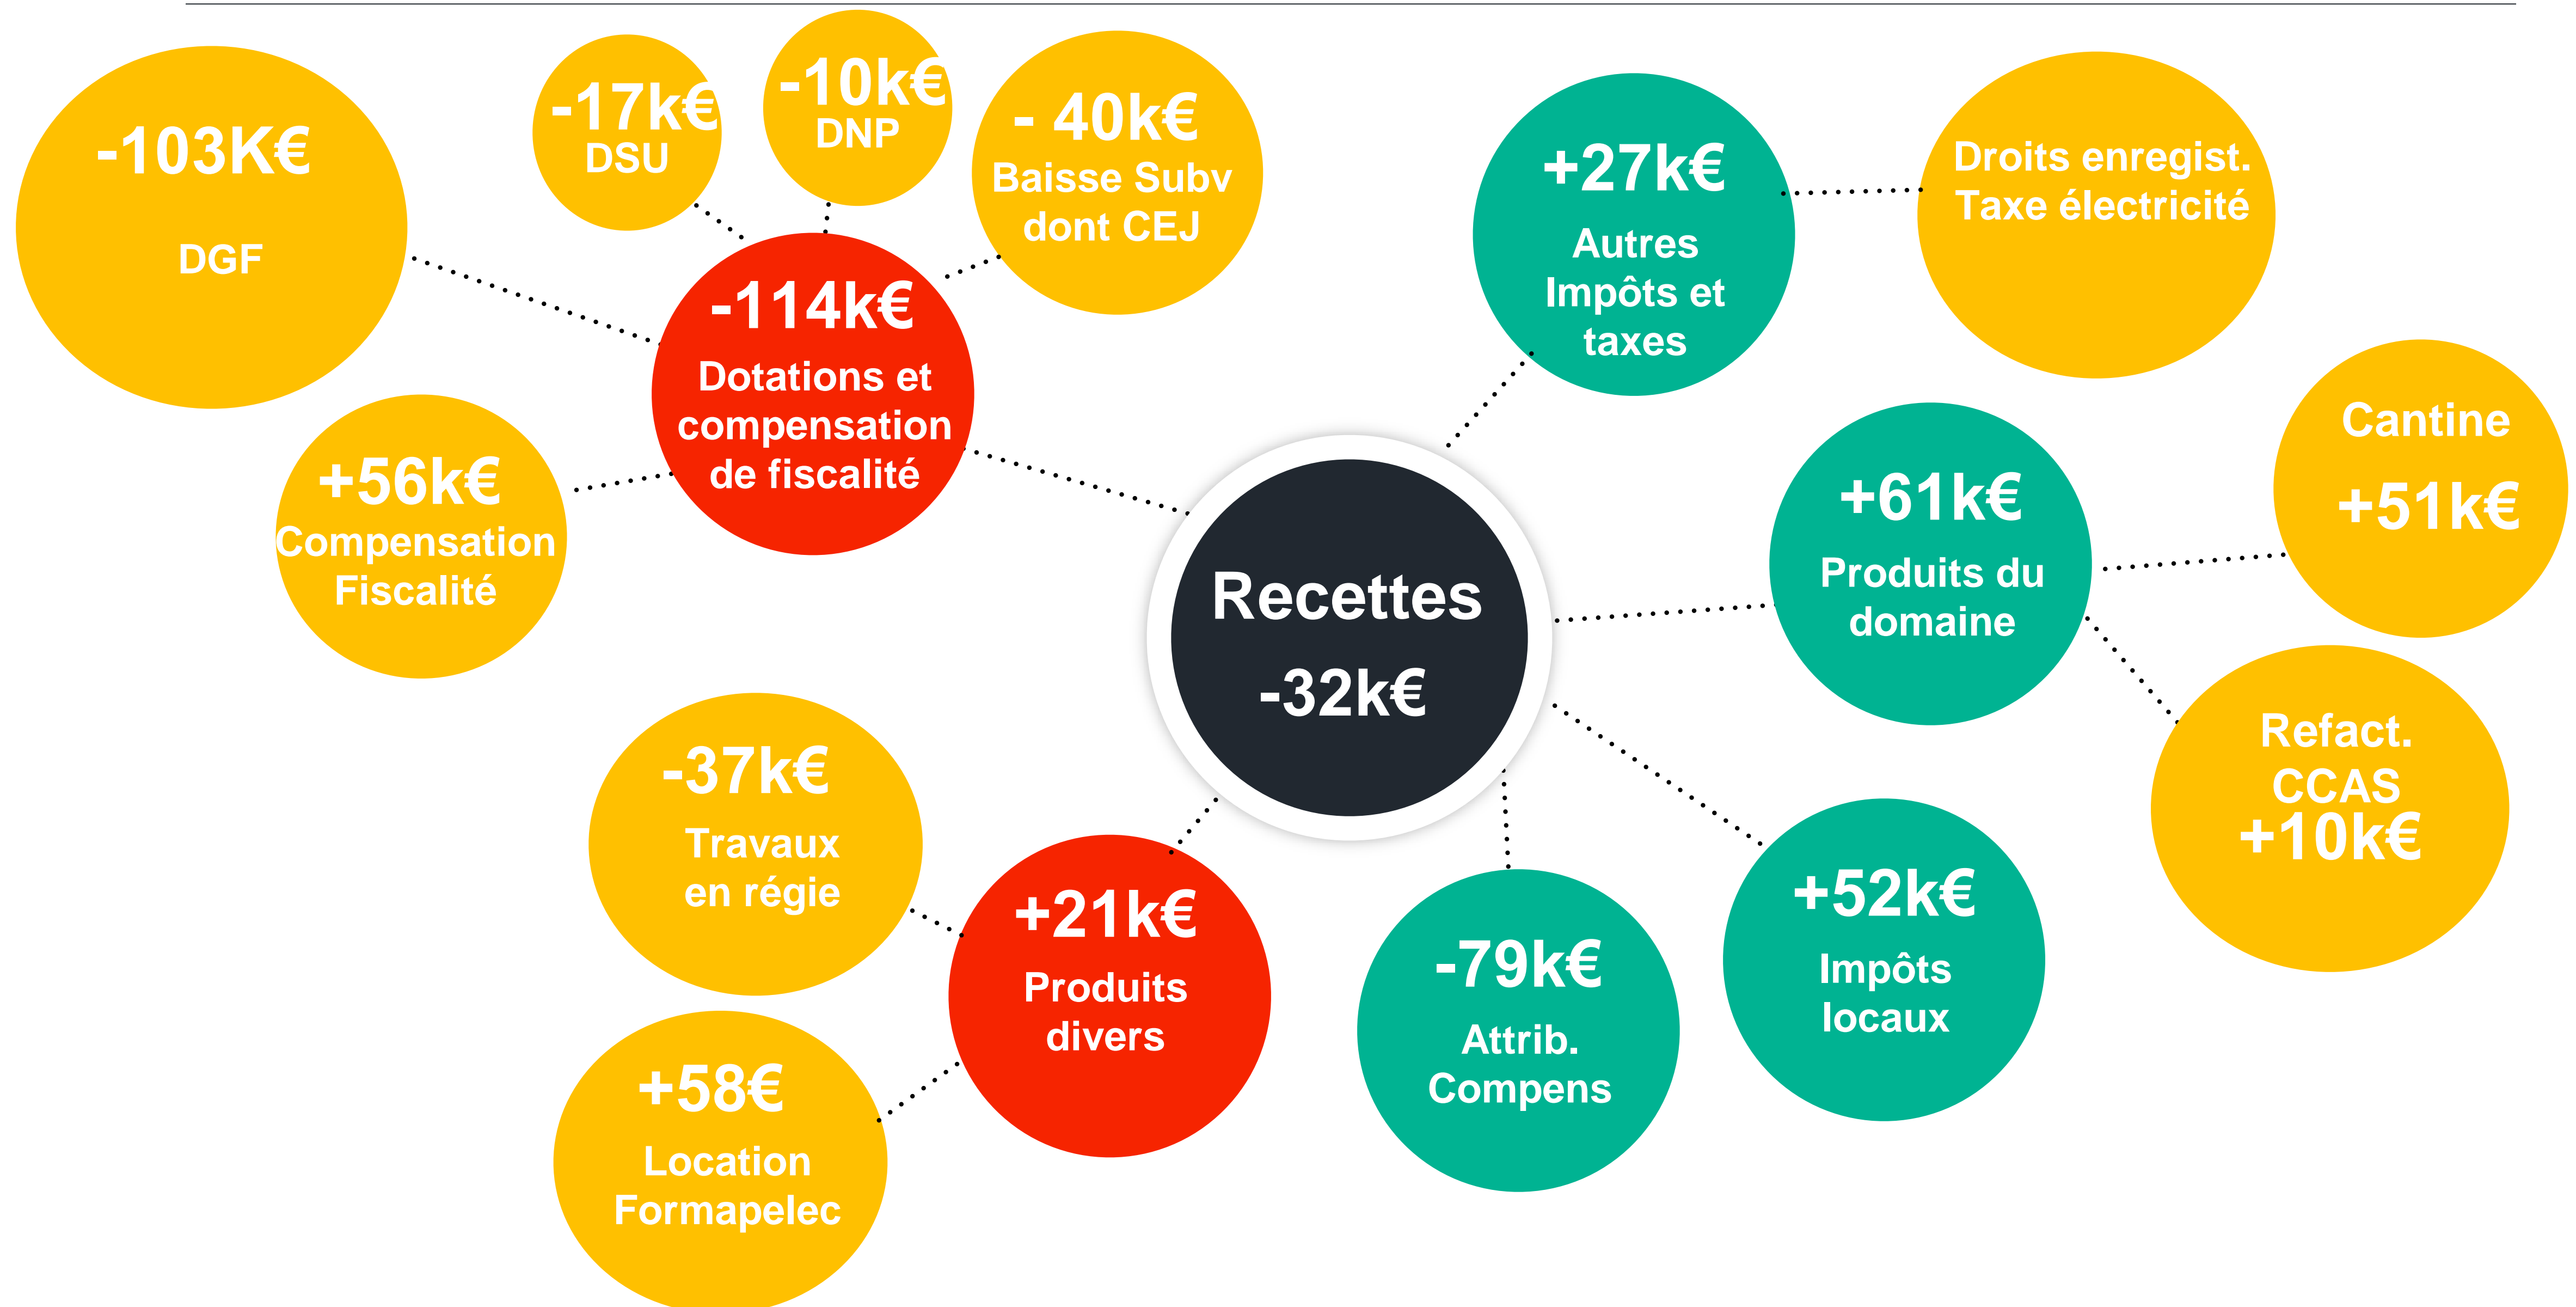 -103K€
DGF
-17k€
DSU
-10k€
DNP
- 40k€
Baisse Subv
dont CEJ
-114k€
Dotations et
compensation
de fiscalité
+56k€
Compensation
Fiscalité
+27k€
Autres
Impôts et
taxes
Droits enregist.
Taxe électricité
Cantine
+51k€
+61k€
Produits du
domaine
Refact.
CCAS
+10k€
Recettes
-32k€
-37k€
Travaux
en régie
+58€
Location
Formapelec
+21k€
Produits
divers
-79k€
Attrib.
Compens
+52k€
Impôts
locaux